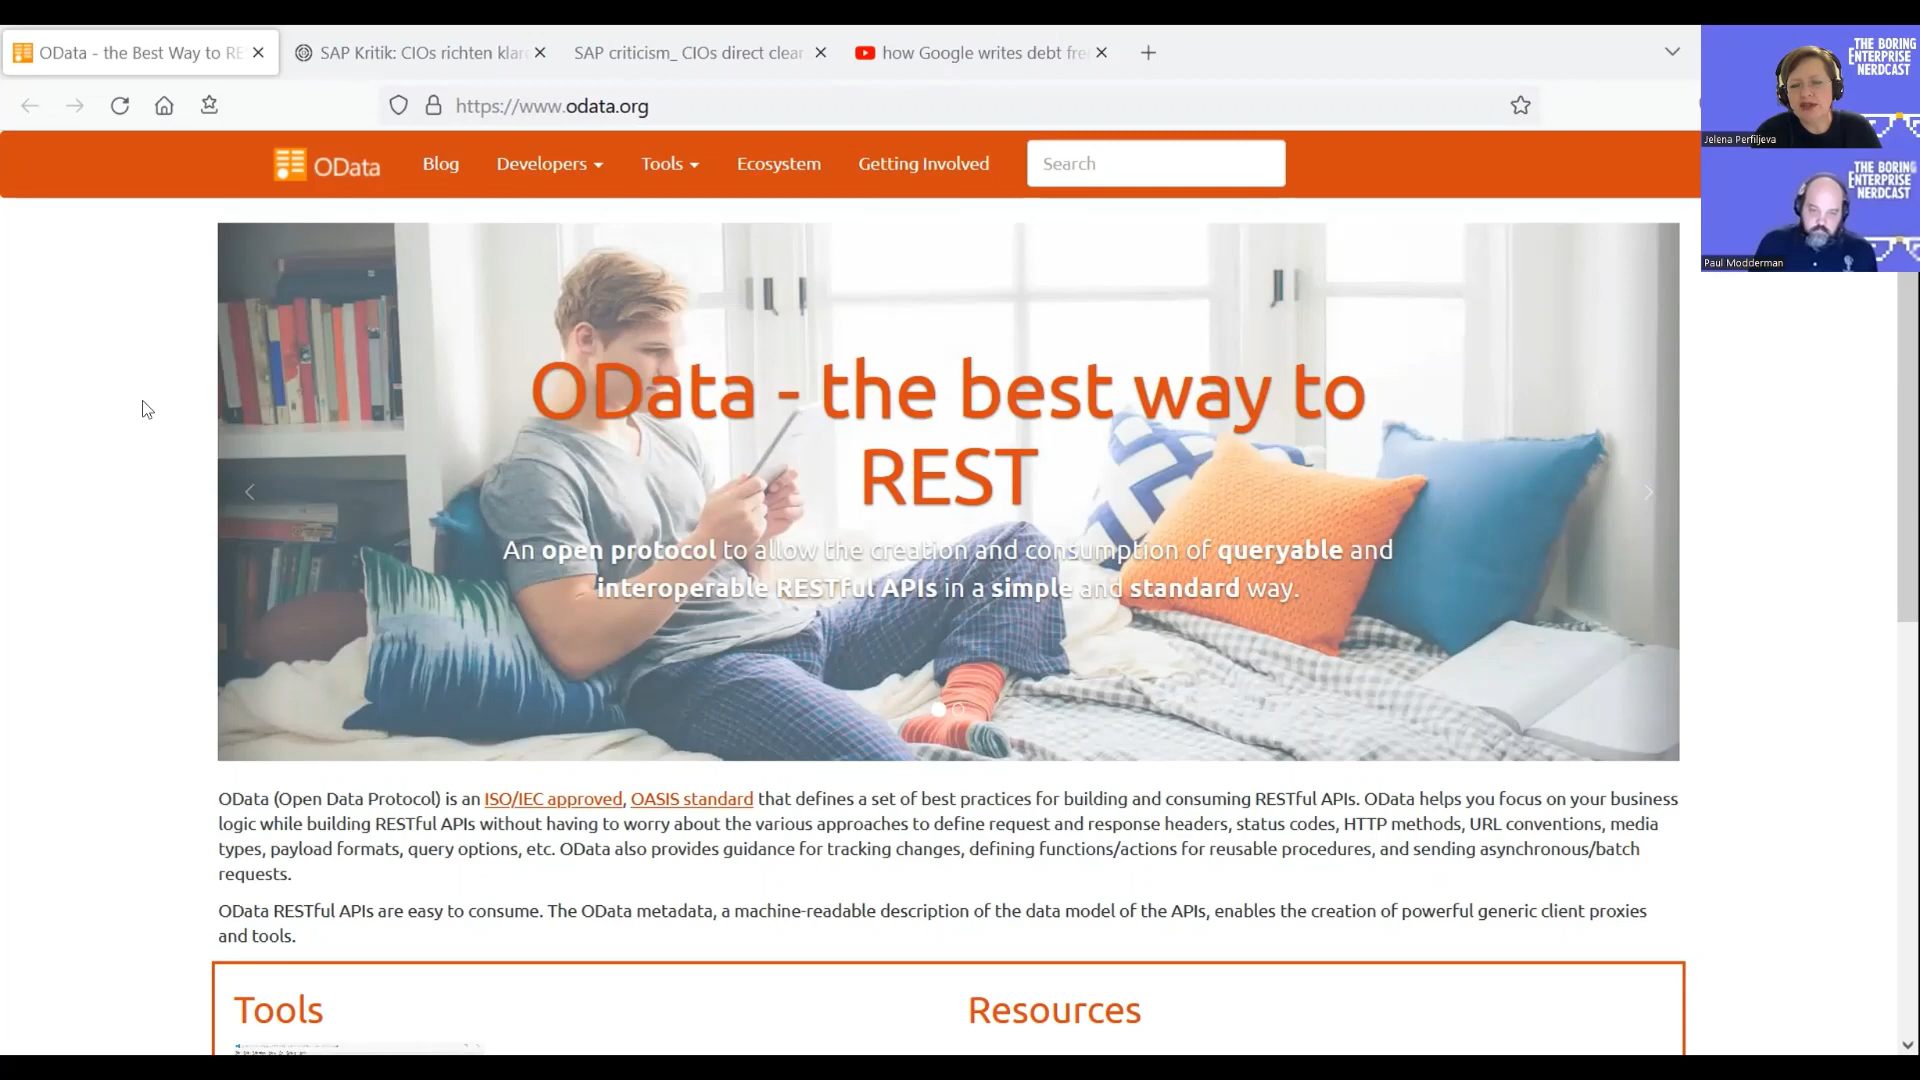 OData - the Best Way to RE
SAP Kritik: CIOs richten klar
SAP criticism_ CIOs direct clear
how Google writes debt fre
https://www.odata.org
OData
Blog
Developers
Tools
Ecosystem
Getting Involved
Search
THE BORING
ENTERPRISE
NERDCAST
Jelena Perfiljeva
THE BORING
ENTERPRISE
NERDCAST
Paul Modderman
OData - the best way to
REST
An open protocol to allow the creation and consumption of queryable and
interoperable RESTful APIs in a simple and standard way.
OData (Open Data Protocol) is an ISO/IEC approved, OASIS standard that defines a set of best practices for building and consuming RESTful APIs. OData helps you focus on your business
logic while building RESTful APIs without having to worry about the various approaches to define request and response headers, status codes, HTTP methods, URL conventions, media
types, payload formats, query options, etc. OData also provides guidance for tracking changes, defining functions/actions for reusable procedures, and sending asynchronous/batch
requests.
OData RESTful APIs are easy to consume. The OData metadata, a machine-readable description of the data model of the APIs, enables the creation of powerful generic client proxies
and tools.
Tools
Resources